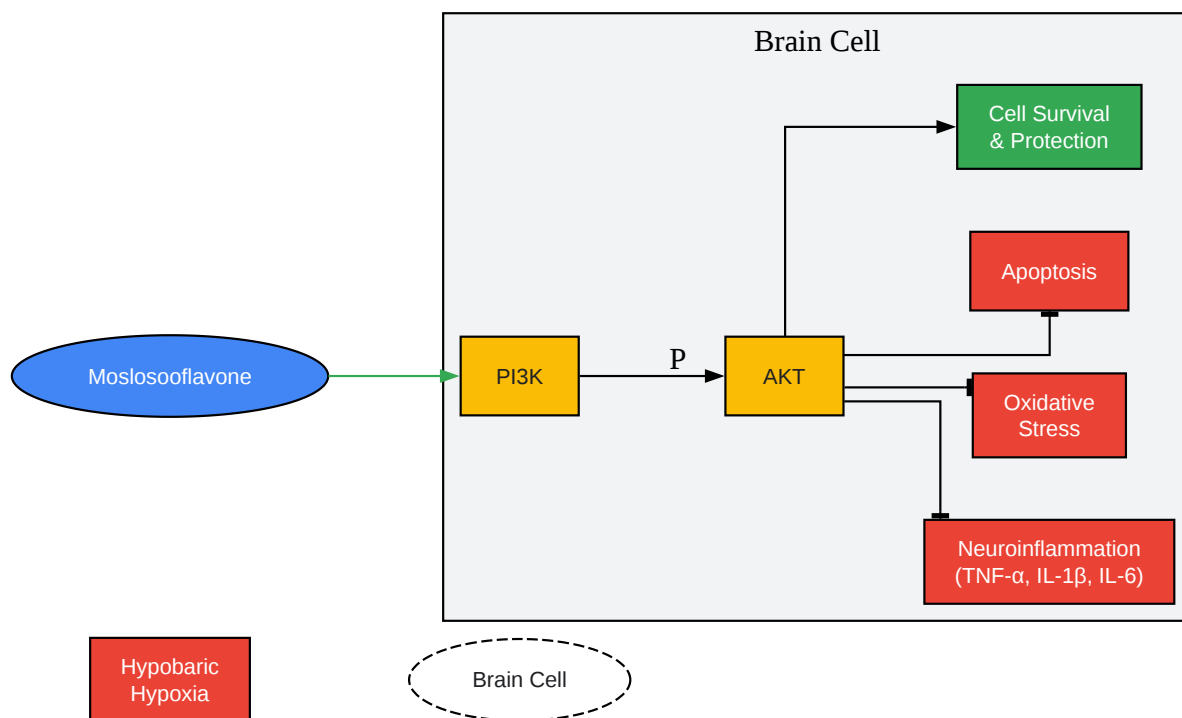 Brain Cell
Cell Survival
& Protection
Apoptosis
Moslosooflavone
PI3K
P
AKT
Oxidative
Stress
Neuroinflammation
(TNF-α, IL-1β, IL-6)
Hypobaric
Hypoxia
Brain Cell